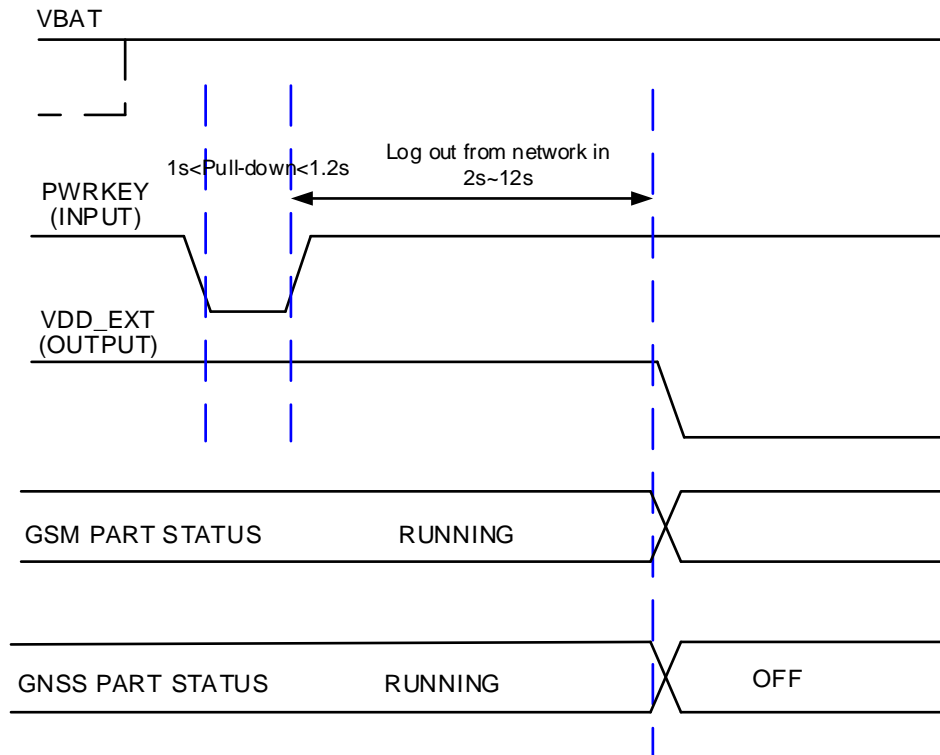 VBAT
1s<Pull-down<1.2s
Log out from network in
2s~12s
PWRKEY
(INPUT)
VDD_EXT
(OUTPUT)
GSM PART STATUS RUNNING
GNSS PART STATUS RUNNING OFF